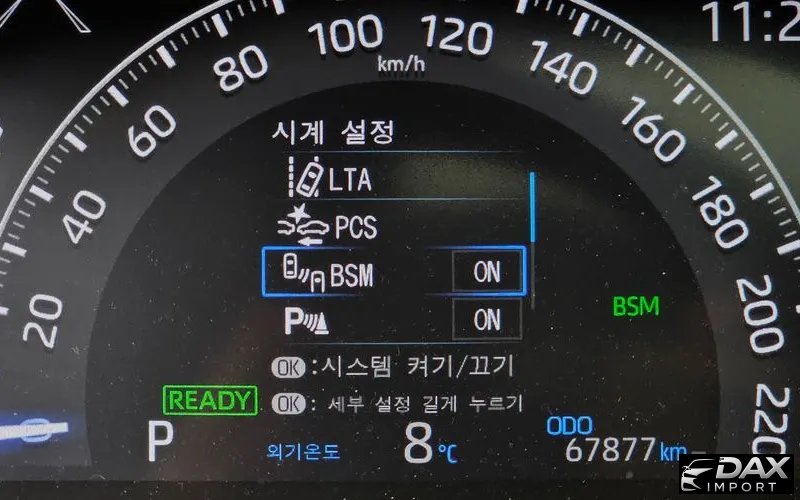 11:2
20
40
60
80
100
120
140
160
180
200
220
km/h
시계 설정
LTA
PCS
BSM ON
P ON
BSM
OK : 시스템 켜기/끄기
OK : 세부 설정 길게 누르기
READY
P
외기온도 8°C
ODO
67877 km
DAX
IMPORT